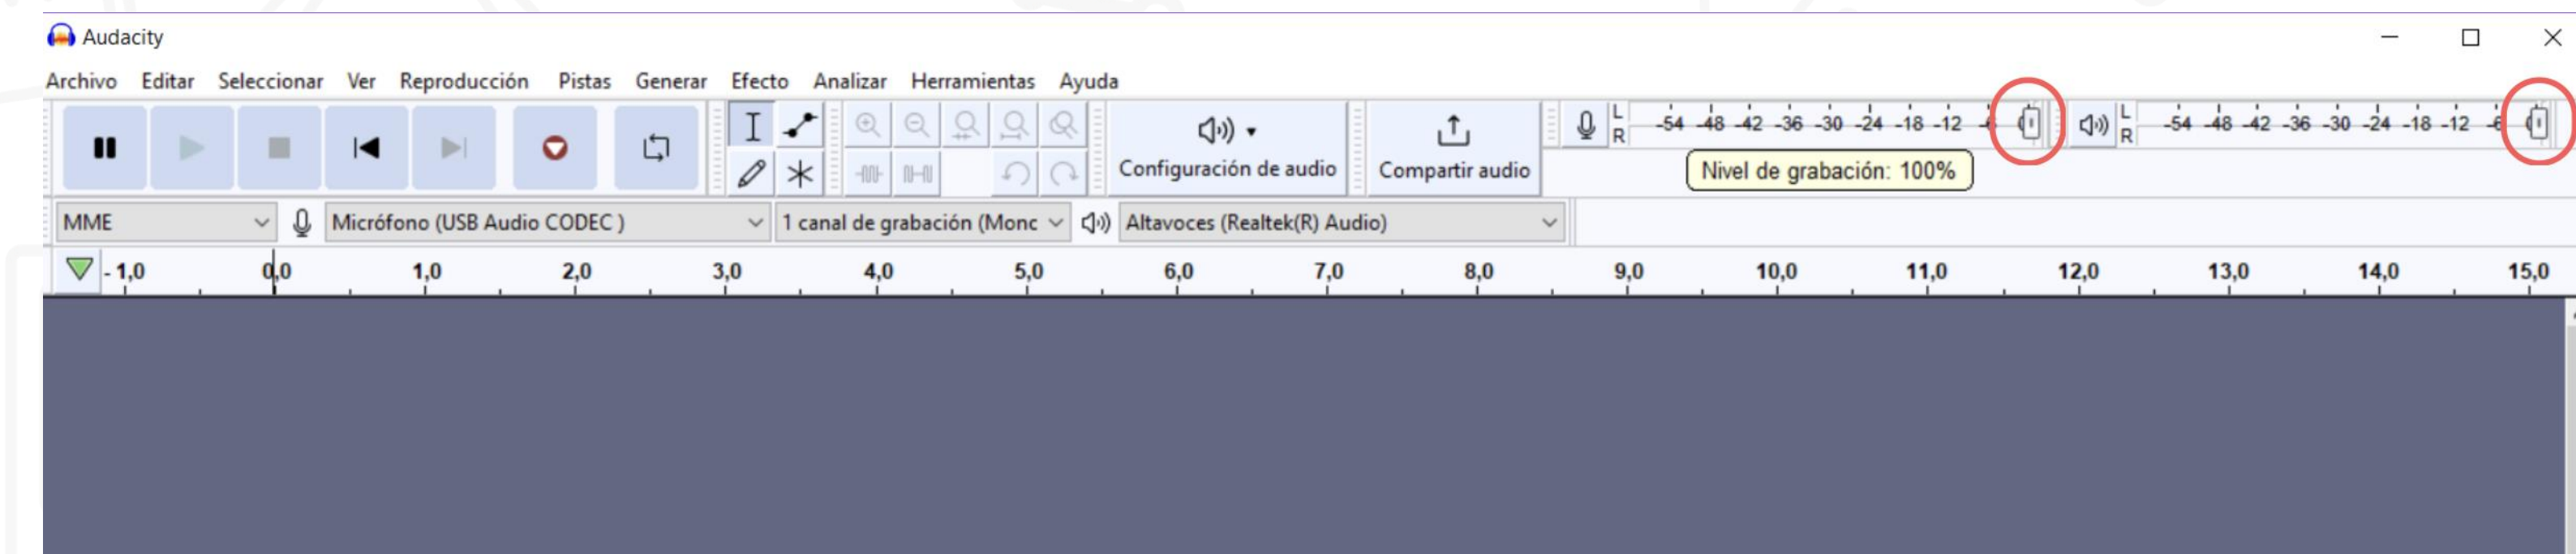 Audacity
Archivo Editar Seleccionar Ver Reproducción Pistas Generar Efecto Analizar Herramientas Ayuda
L -54 -48 -42 -36 -30 -24 -18 -12 -6 L -54 -48 -42 -36 -30 -24 -18 -12 -6
R R
Configuración de audio Compartir audio Nivel de grabación: 100%
MME Micrófono (USB Audio CODEC ) 1 canal de grabación (Monc Altavoces (Realtek(R) Audio)
- 1,0 0,0 1,0 2,0 3,0 4,0 5,0 6,0 7,0 8,0 9,0 10,0 11,0 12,0 13,0 14,0 15,0